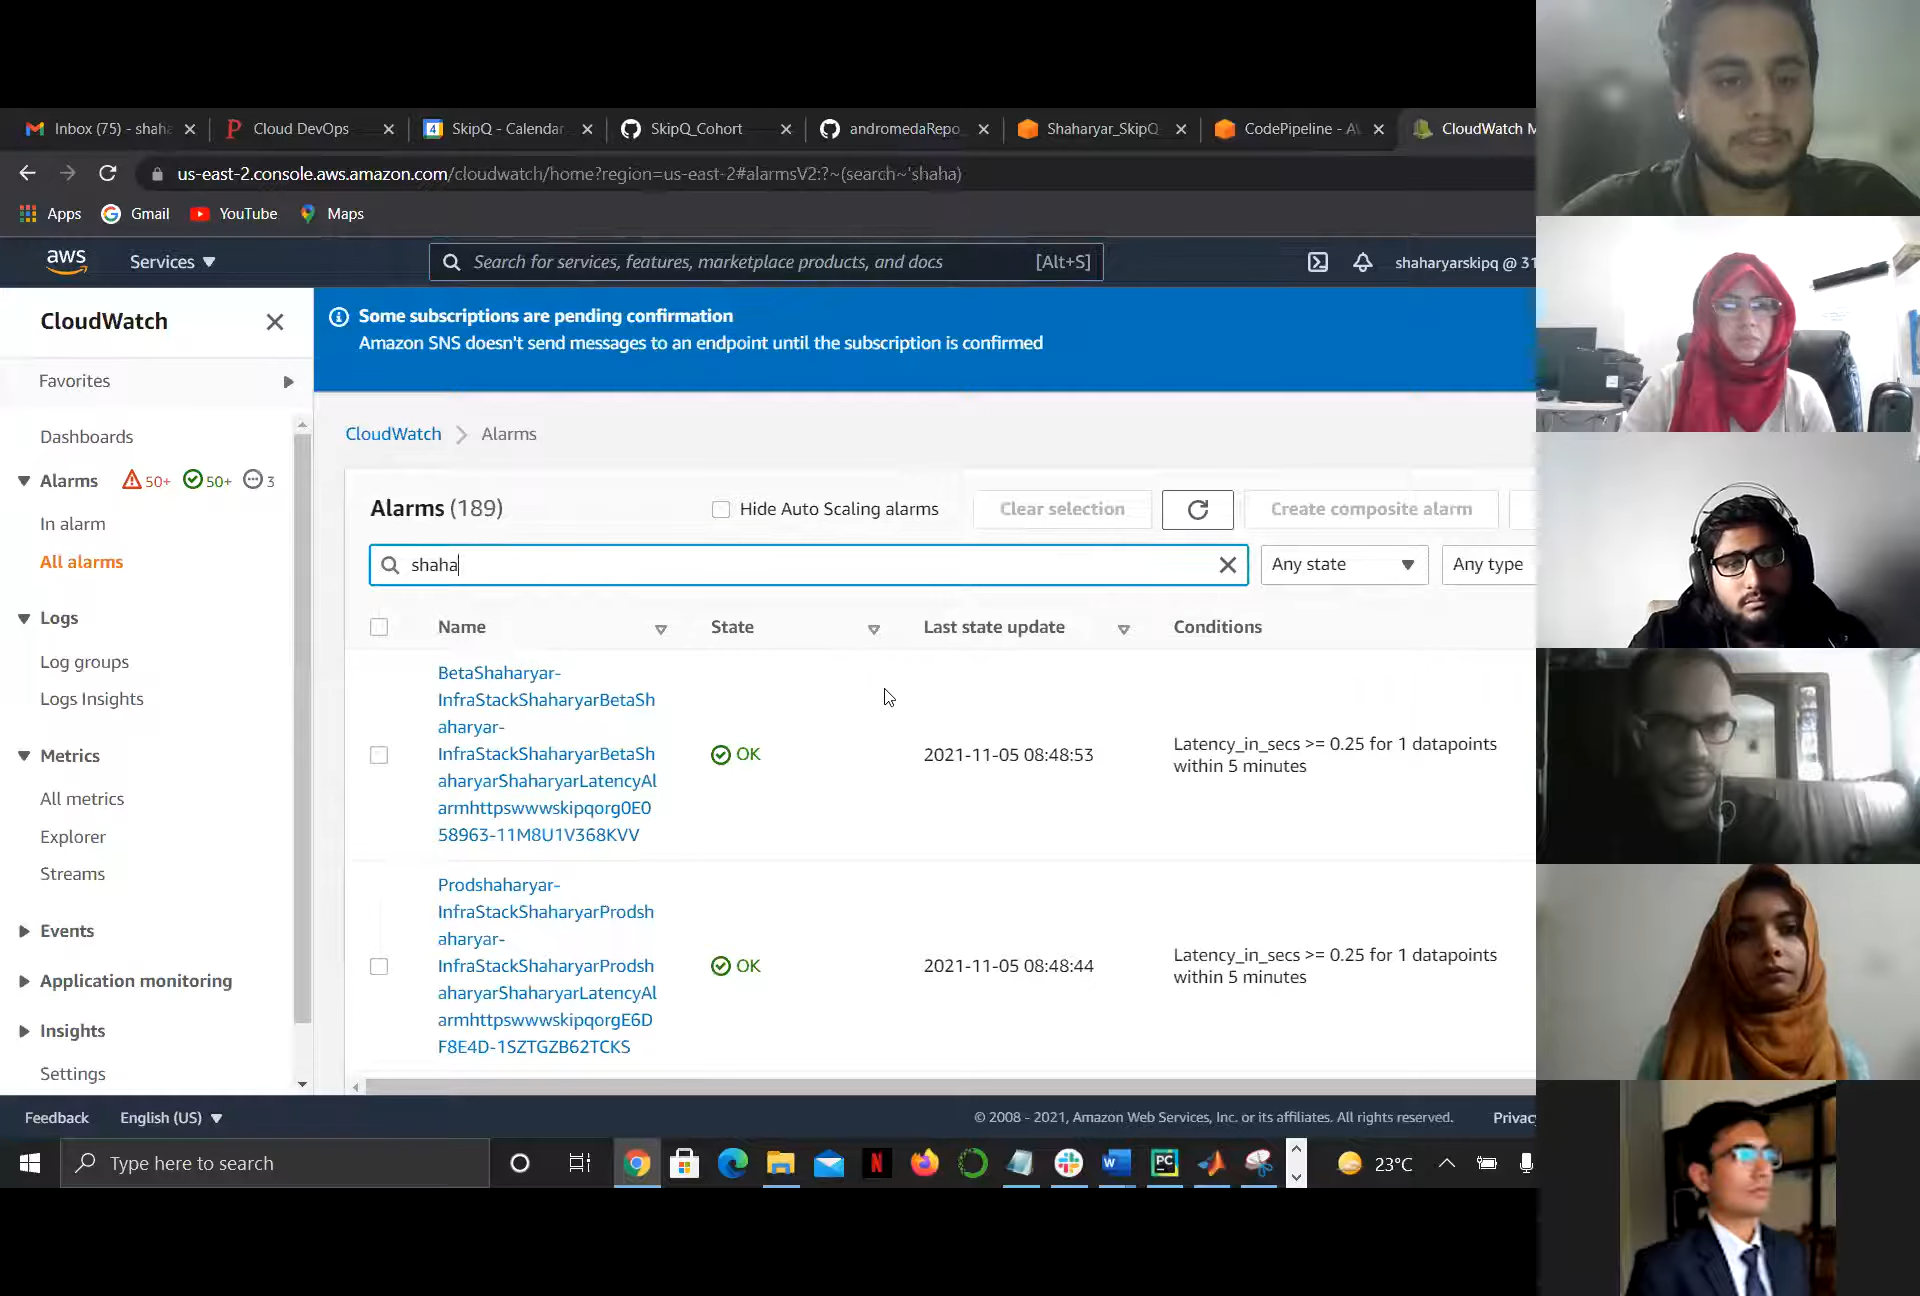 Inbox (75) - shaha
Cloud DevOps
SkipQ - Calendar
SkipQ_Cohort
andromedaRepo
Shaharyar_SkipQ
CodePipeline - A
CloudWatch M
us-east-2.console.aws.amazon.com/cloudwatch/home?region=us-east-2#alarmsV2:?~(search~'shaha)
Apps
Gmail
YouTube
Maps
aws
Services
Search for services, features, marketplace products, and docs
[Alt+S]
shaharyarskipq @ 31
CloudWatch
Some subscriptions are pending confirmation
Amazon SNS doesn't send messages to an endpoint until the subscription is confirmed
Favorites
Dashboards
Alarms 50+ 50+ 3
In alarm
All alarms
Logs
Log groups
Logs Insights
Metrics
All metrics
Explorer
Streams
Events
Application monitoring
Insights
Settings
CloudWatch
Alarms
Alarms (189)
Hide Auto Scaling alarms
Clear selection
Create composite alarm
shaha
Any state
Any type
Name
State
Last state update
Conditions
BetaShaharyar-
InfraStackShaharyarBetaSh
aharyar-
InfraStackShaharyarBetaSh
aharyarShaharyarLatencyAl
armhttpswwwskipqorg0E0
58963-11M8U1V368KVV
OK
2021-11-05 08:48:53
Latency_in_secs >= 0.25 for 1 datapoints
within 5 minutes
Prodshaharyar-
InfraStackShaharyarProdsh
aharyar-
InfraStackShaharyarProdsh
aharyarShaharyarLatencyAl
armhttpswwwskipqorgE6D
F8E4D-1SZTGZB62TCKS
OK
2021-11-05 08:48:44
Latency_in_secs >= 0.25 for 1 datapoints
within 5 minutes
Feedback
English (US)
© 2008 - 2021, Amazon Web Services, Inc. or its affiliates. All rights reserved.
Privac
Type here to search
23°C